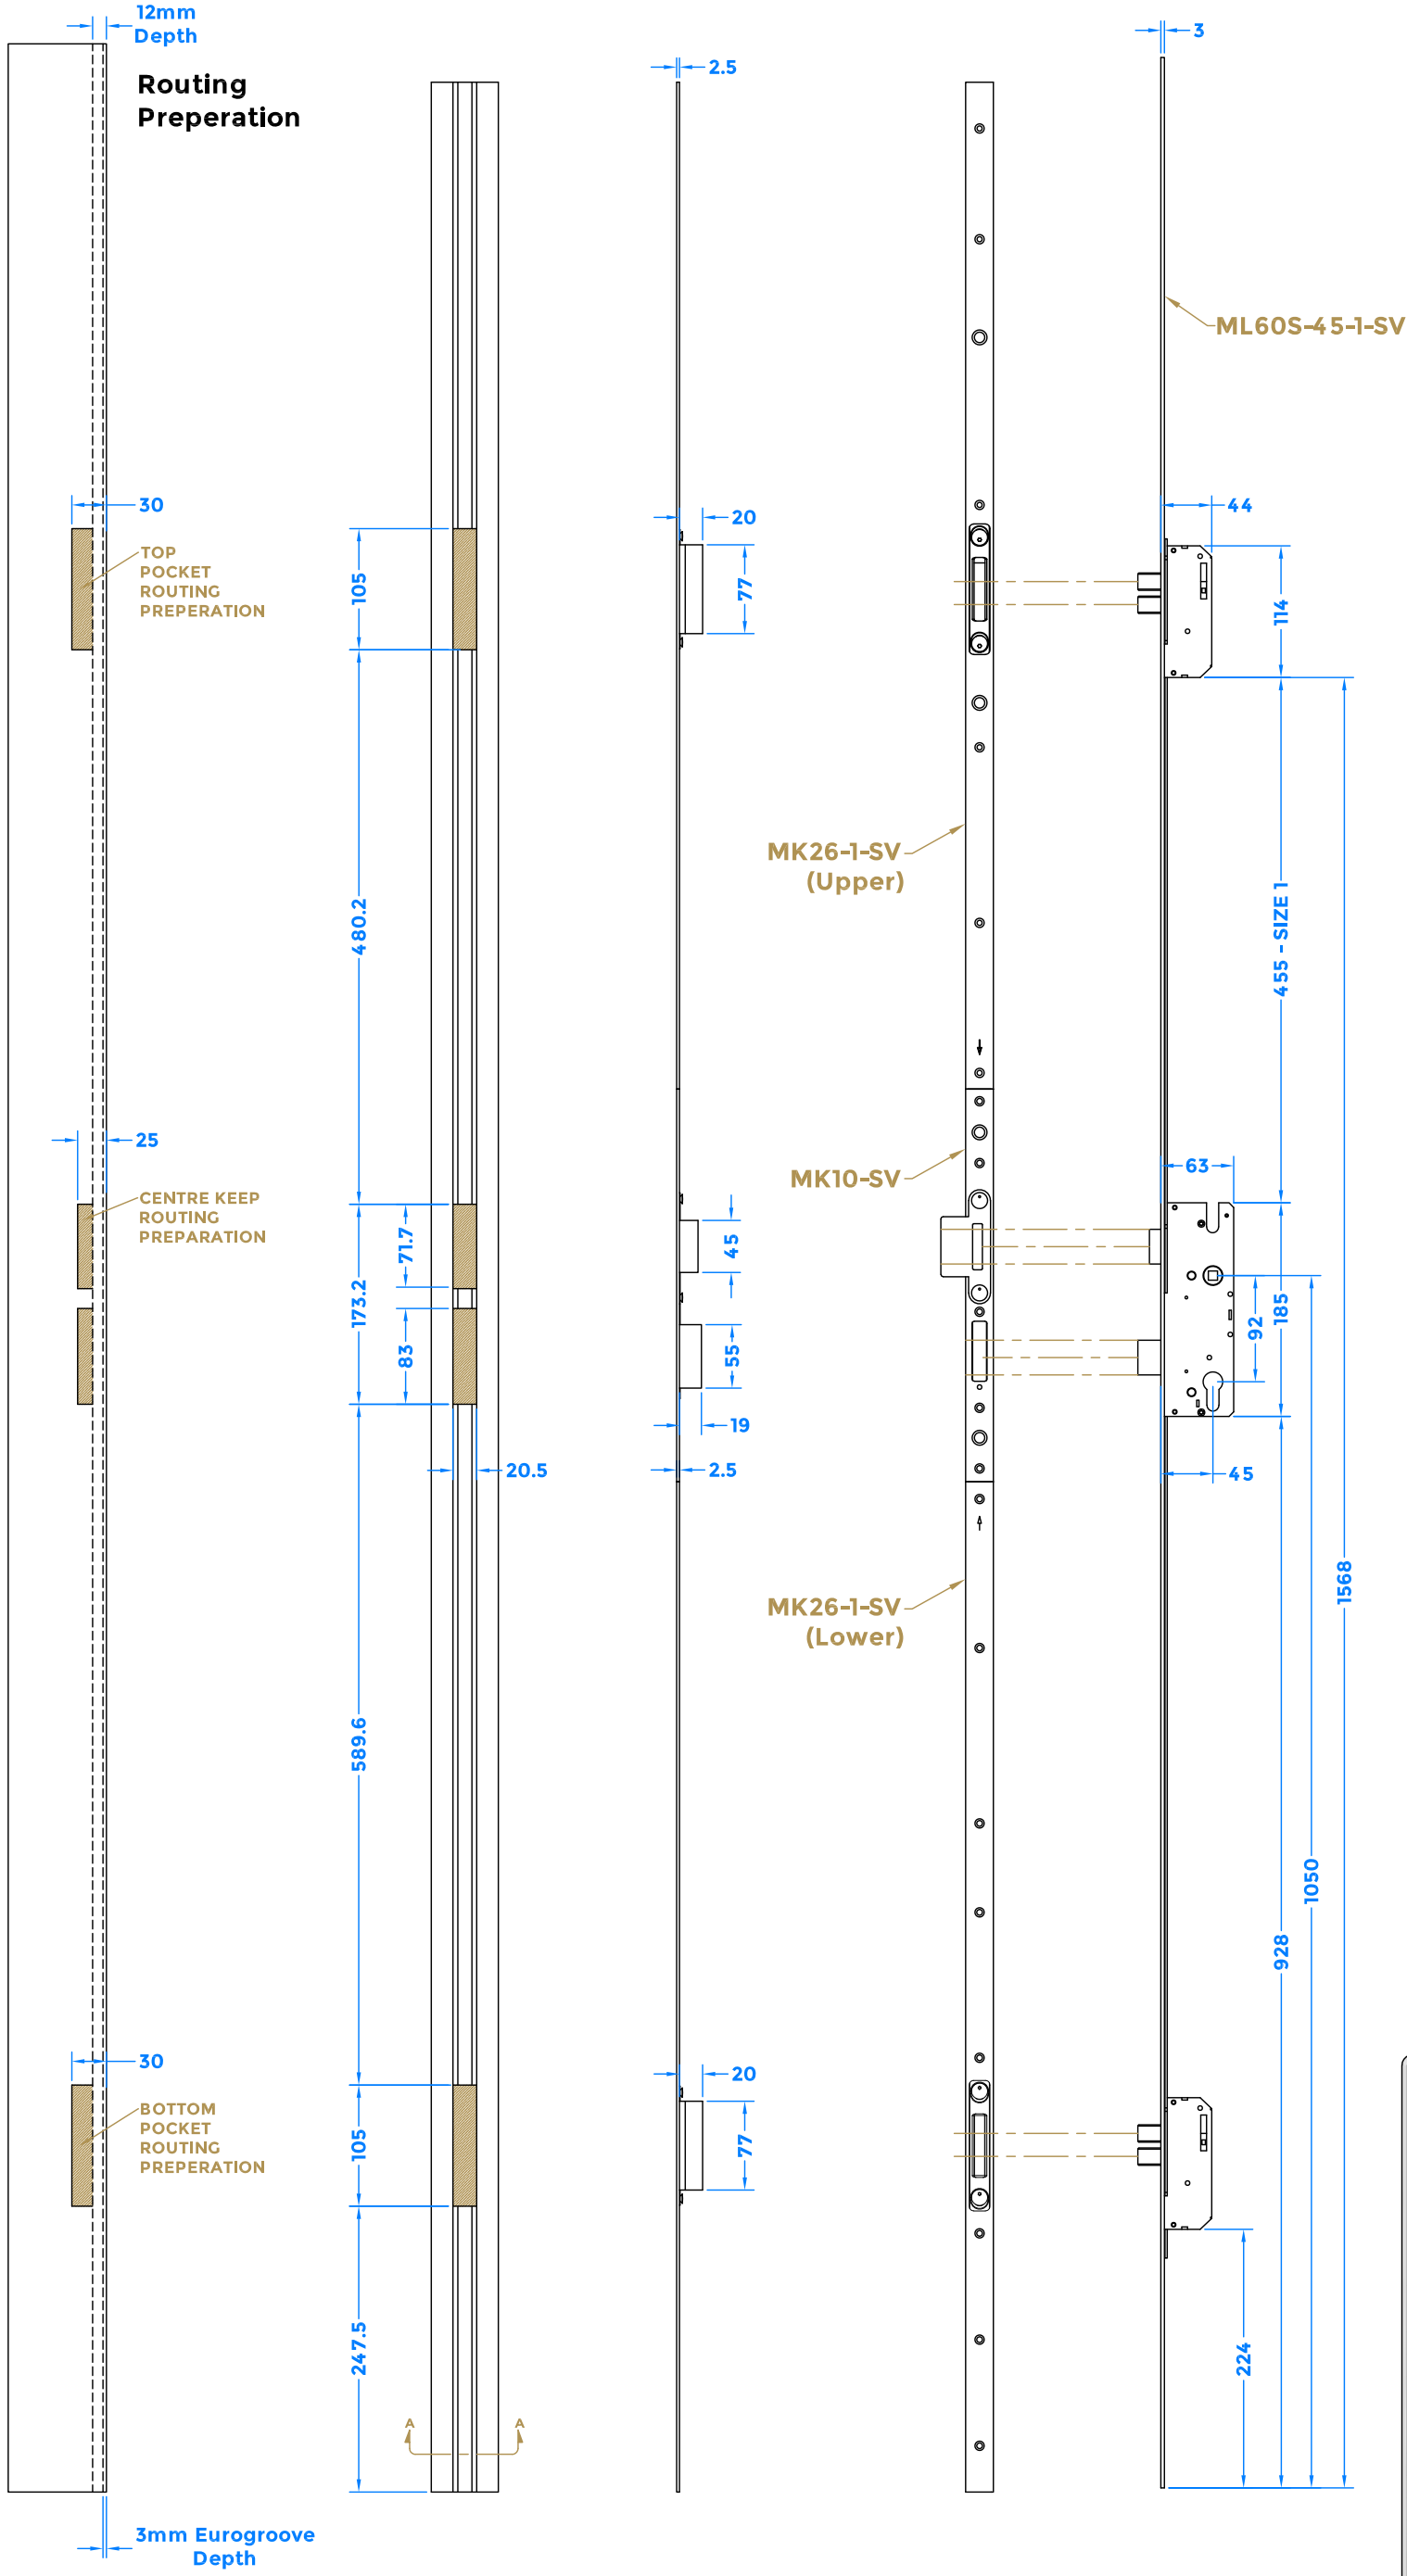 12mm
Depth
3
Routing
Preperation
2.5
ML60S-45-1-SV
30
20
44
TOP
POCKET
ROUTING
PREPERATION
105
77
114
MK26-1-SV
(Upper)
480.2
455 - SIZE 1
25
MK10-SV
63
CENTRE KEEP
ROUTING
PREPARATION
71.7
45
173.2
185
92
83
55
19
20.5
2.5
45
1568
MK26-1-SV
(Lower)
589.6
1050
928
30
20
BOTTOM
POCKET
ROUTING
PREPERATION
105
77
247.5
224
A
A
3mm Eurogroove
Depth